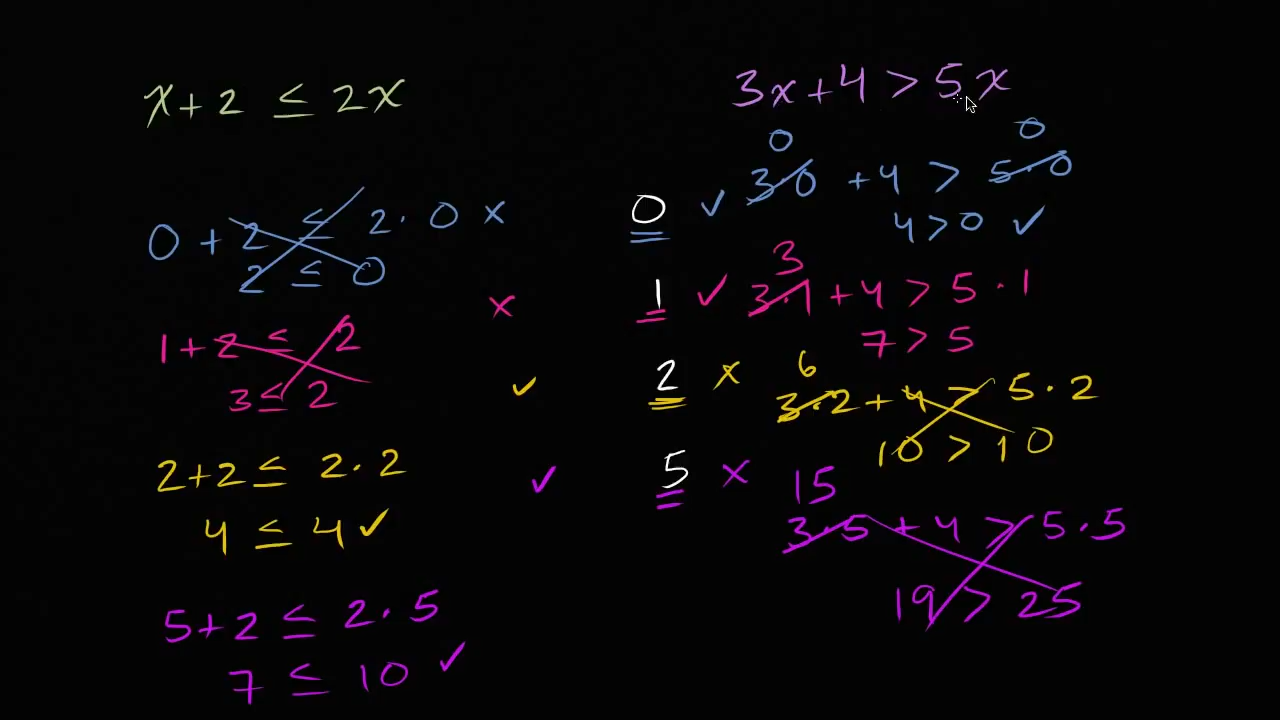 x + 2 ≤ 2x
0 + 2 ≤ 2 · 0 x
2 ≤ 0
1 + 2 ≤ 2 x
3 ≤ 2
✓
2 + 2 ≤ 2 · 2 ✓
4 ≤ 4 ✓
5 + 2 ≤ 2 · 5
7 ≤ 10 ✓
3x + 4 > 5x
0 0
0 ✓ 3·0 + 4 > 5·0
4 > 0 ✓
3
1 ✓ 3·1 + 4 > 5 · 1
7 > 5
6
2 x 3·2 + 4 > 5 · 2
10 > 10
5 x 15
3·5 + 4 > 5·5
19 > 25